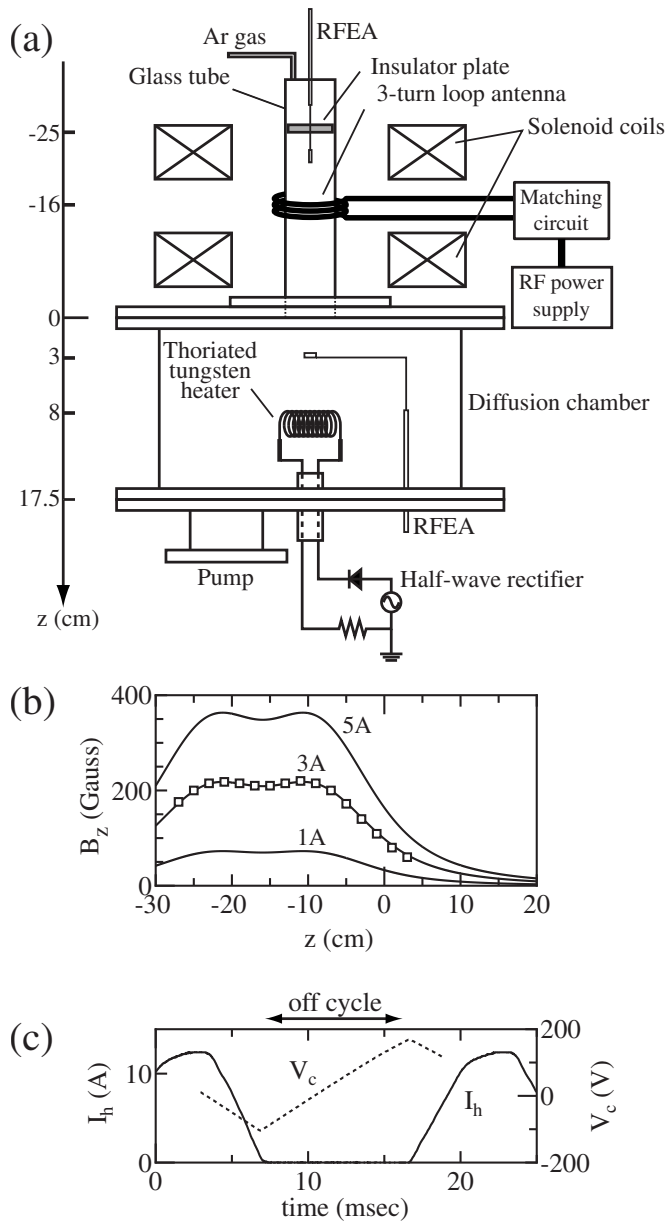 (a)
RFEA
Ar gas
Glass tube
Insulator plate
3-turn loop antenna
Solenoid coils
-25
-16
Matching
circuit
RF power
supply
0
3
Thoriated
tungsten
heater
8
Diffusion chamber
17.5
RFEA
Pump
Half-wave rectifier
z (cm)
(b)
400
200
0
B_z (Gauss)
5A
3A
1A
-30 -20 -10 0 10 20
z (cm)
off cycle
(c)
10
0
I_h (A)
V_c
I_h
200
0
-200
V_c (V)
0 10 20
time (msec)